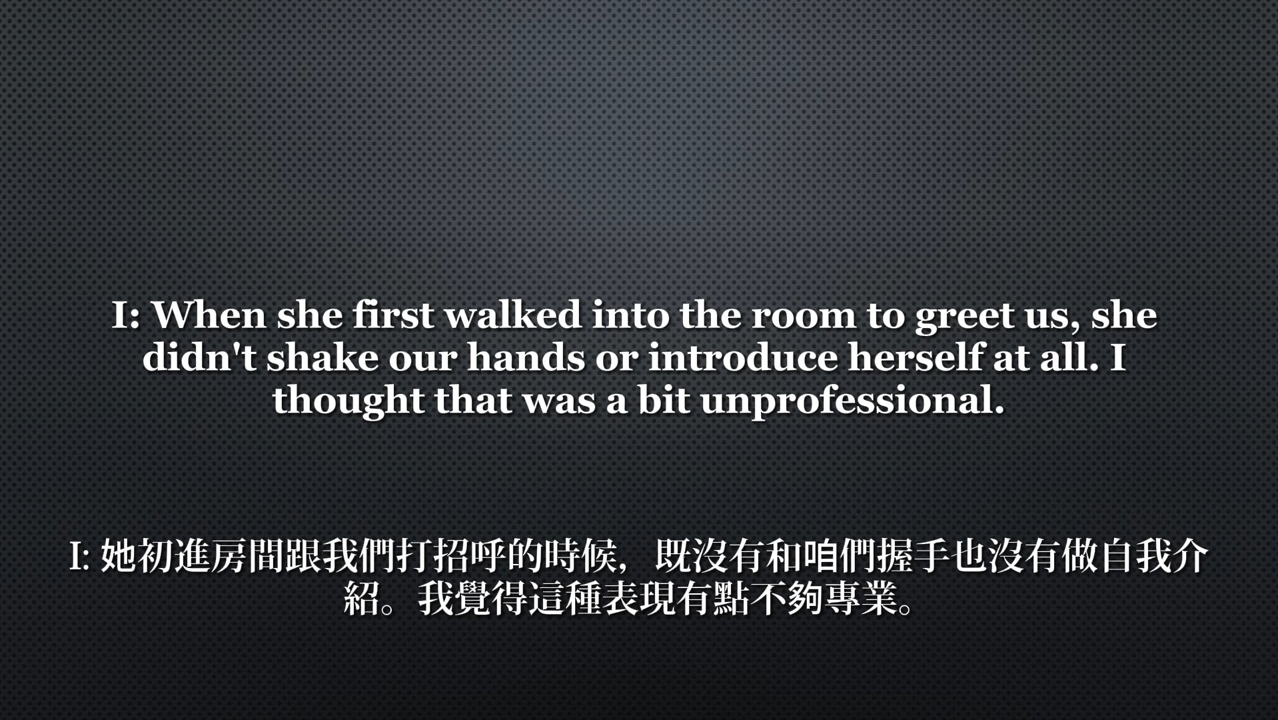 I: When she first walked into the room to greet us, she
didn't shake our hands or introduce herself at all. I
thought that was a bit unprofessional.
I: 她初進房間跟我們打招呼的時候，既沒有和咱們握手也沒有做自我介
紹。我覺得這種表現有點不夠專業。